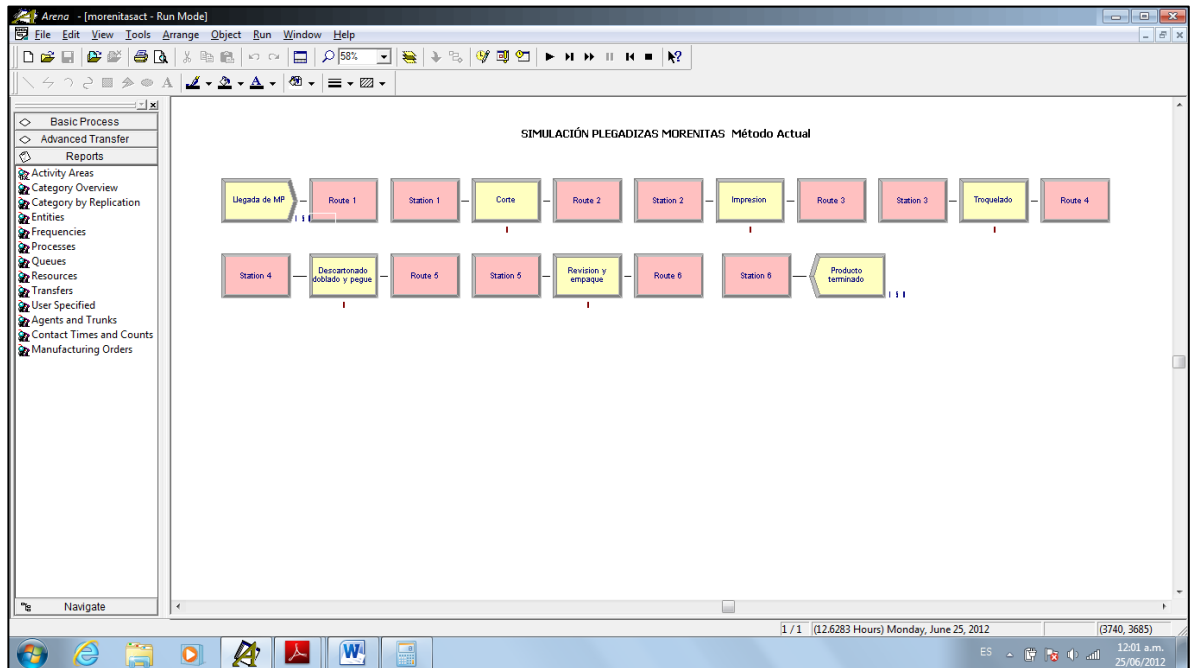 Arena - [morenitasact - Run Mode]
File Edit View Tools Arrange Object Run Window Help
58%
Basic Process
Advanced Transfer
Reports
Activity Areas
Category Overview
Category by Replication
Entities
Frequencies
Processes
Queues
Resources
Transfers
User Specified
Agents and Trunks
Contact Times and Counts
Manufacturing Orders
Navigate
SIMULACIÓN PLEGADIZAS MORENITAS Método Actual
Llegada de MP
Route 1
Station 1
Corte
Route 2
Station 2
Impresion
Route 3
Station 3
Troquelado
Route 4
Station 4
Descartonado
doblado y pegue
Route 5
Station 5
Revision y
empaque
Route 6
Station 6
Producto
terminado
1 / 1 (12.6283 Hours) Monday, June 25, 2012 (3740, 3685)
ES
12:01 a.m.
25/06/2012